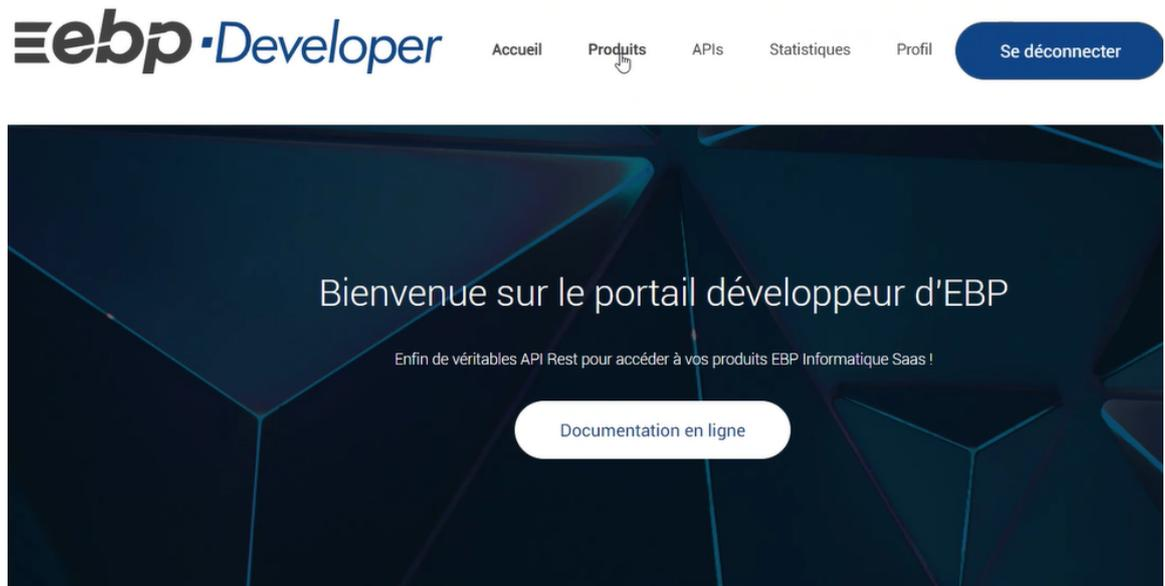 ebp·Developer
Accueil Produits APIs Statistiques Profil Se déconnecter
Bienvenue sur le portail développeur d'EBP
Enfin de véritables API Rest pour accéder à vos produits EBP Informatique Saas !
Documentation en ligne